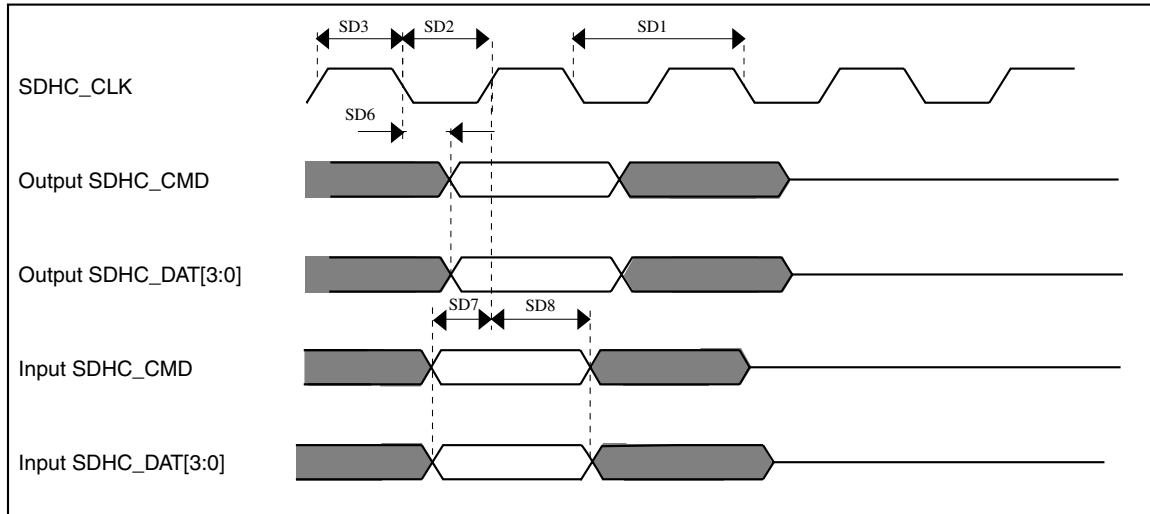 SD3 SD2 SD1
SDHC_CLK
SD6
Output SDHC_CMD
Output SDHC_DAT[3:0]
SD7 SD8
Input SDHC_CMD
Input SDHC_DAT[3:0]